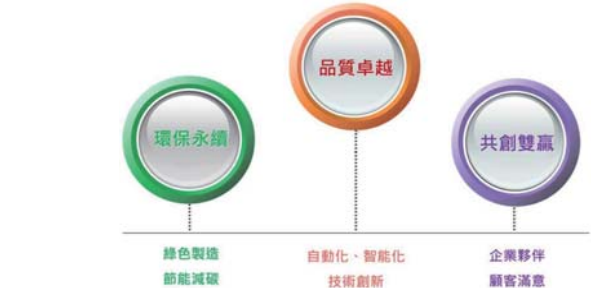 品質卓越
環保永續
共創雙贏
綠色製造
節能減碳
自動化、智能化
技術創新
企業夥伴
顧客滿意